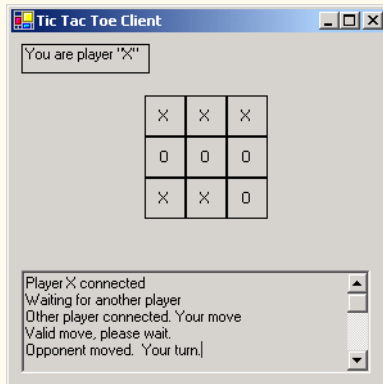 Tic Tac Toe Client
You are player "X"
X X X
O O O
X X O
Player X connected
Waiting for another player
Other player connected. Your move
Valid move, please wait.
Opponent moved. Your turn.